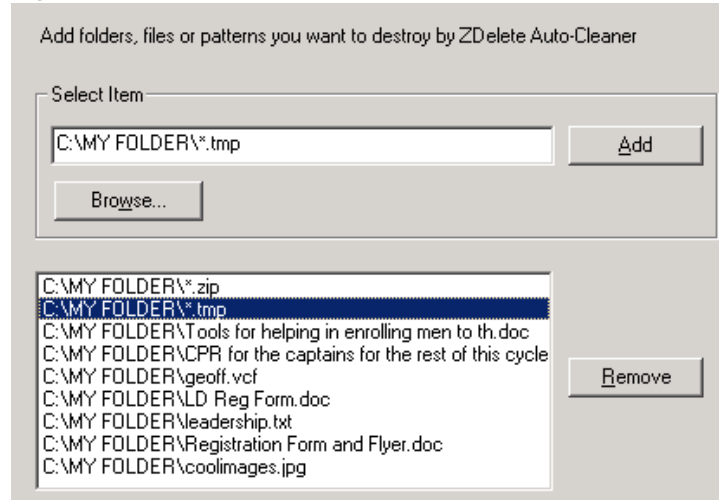 Add folders, files or patterns you want to destroy by ZDelete Auto-Cleaner
Select Item
C:\MY FOLDER\*.tmp
Add
Browse...
C:\MY FOLDER\*.zip
C:\MY FOLDER\*.tmp
C:\MY FOLDER\Tools for helping in enrolling men to th.doc
C:\MY FOLDER\CPR for the captains for the rest of this cycle
C:\MY FOLDER\geoff.vcf
C:\MY FOLDER\LD Reg Form.doc
C:\MY FOLDER\leadership.txt
C:\MY FOLDER\Registration Form and Flyer.doc
C:\MY FOLDER\coolimages.jpg
Remove